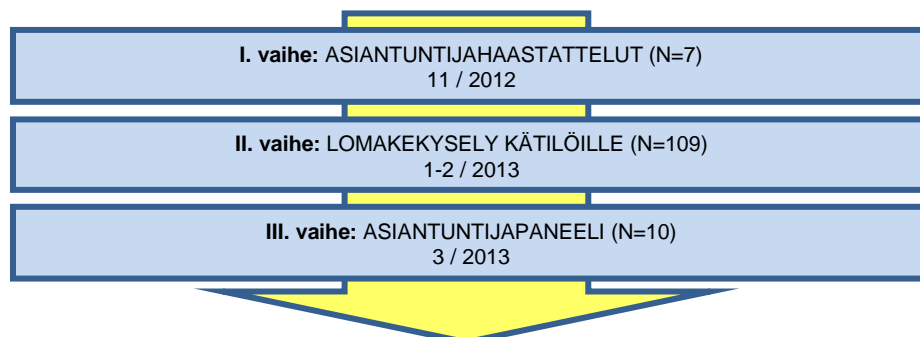 I. vaihe: ASIANTUNTIJAHAASTATTELUT (N=7)
11 / 2012
II. vaihe: LOMAKEKYSELY KÄTILÖILLE (N=109)
1-2 / 2013
III. vaihe: ASIANTUNTIJAPANEELI (N=10)
3 / 2013